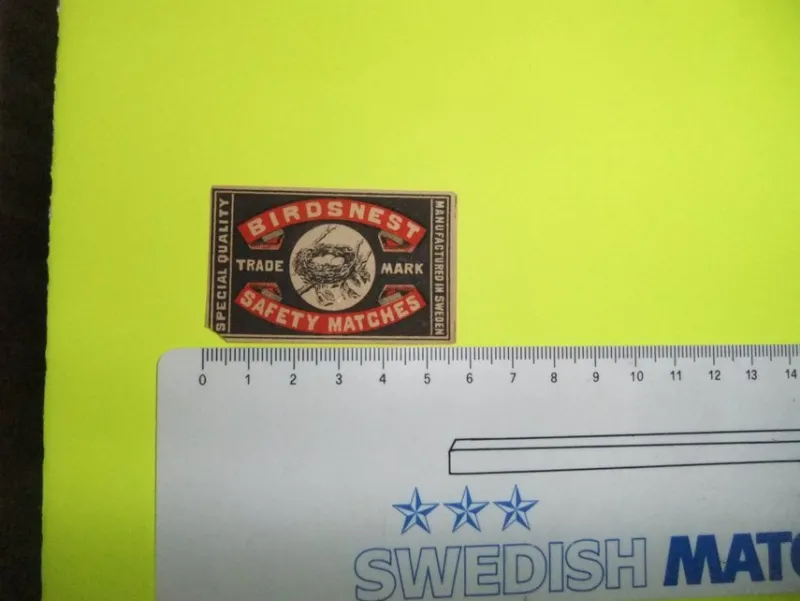 BIRDSNEST
SPECIAL QUALITY
TRADE MARK
MANUFACTURED IN SWEDEN
SAFETY MATCHES
0 1 2 3 4 5 6 7 8 9 10 11 12 13 14
SWEDISH MATC